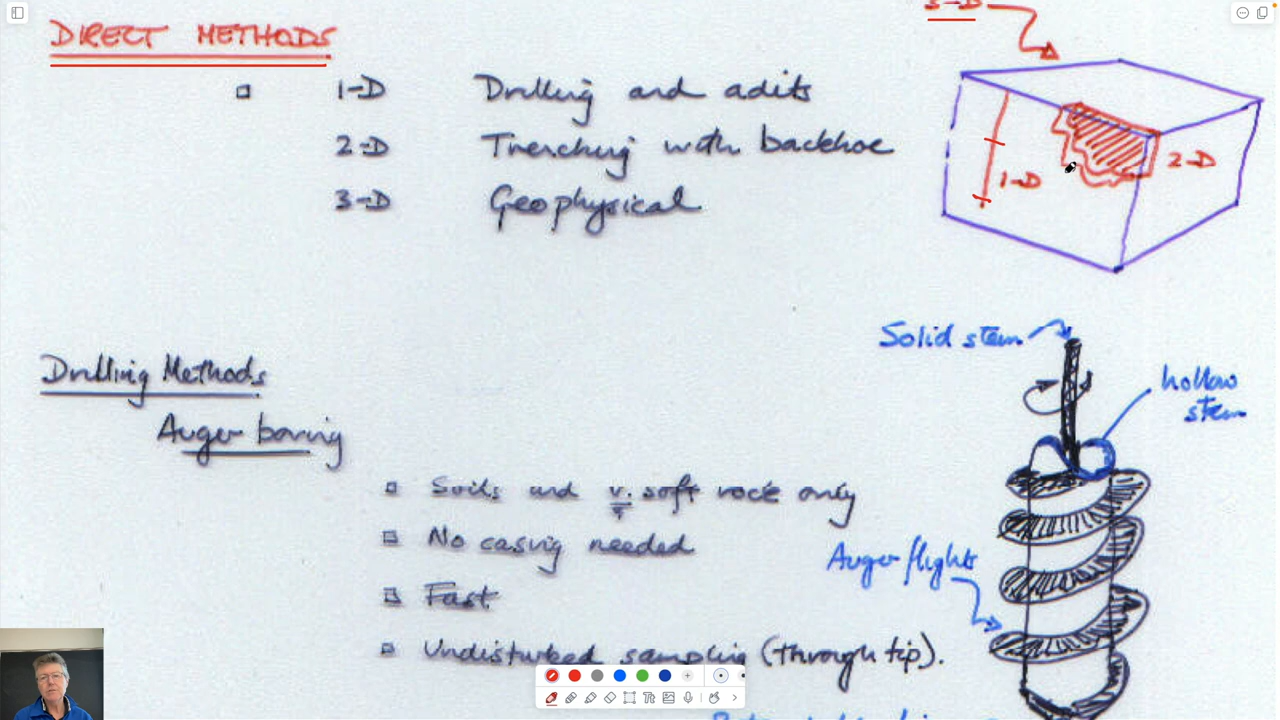 3-D
DIRECT METHODS
1-D Drilling and adits
2-D Trenching with backhoe
3-D Geophysical
1-D
2-D
Drilling Methods
Auger boring
Soils and v. soft rock only
No casing needed
Fast
Undisturbed sampling (through tip).
Solid stem
hollow
stem
Auger flights